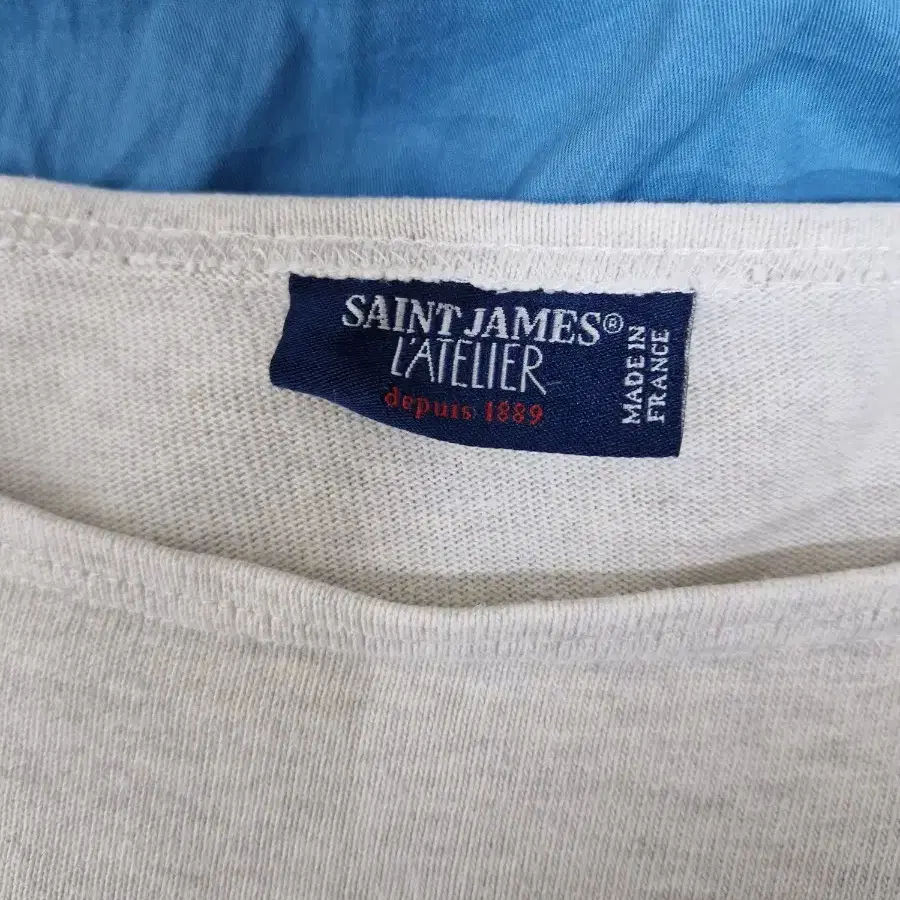 SAINT JAMES®
L'ATELIER
depuis 1889
MADE IN
FRANCE